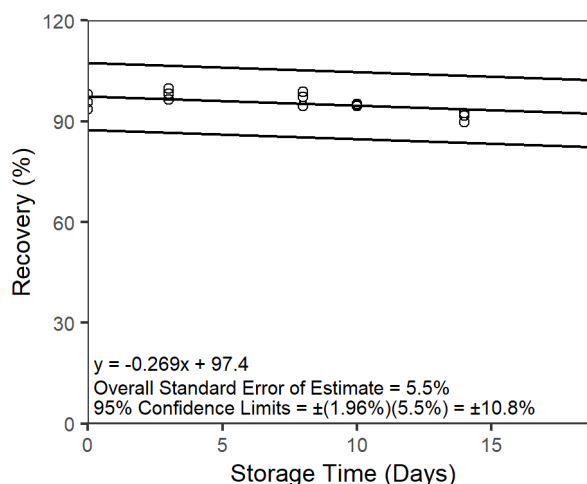 120
90
60
30
0
Recovery (%)
y = -0.269x + 97.4
Overall Standard Error of Estimate = 5.5%
95% Confidence Limits = ±(1.96%)(5.5%) = ±10.8%
0 5 10 15
Storage Time (Days)